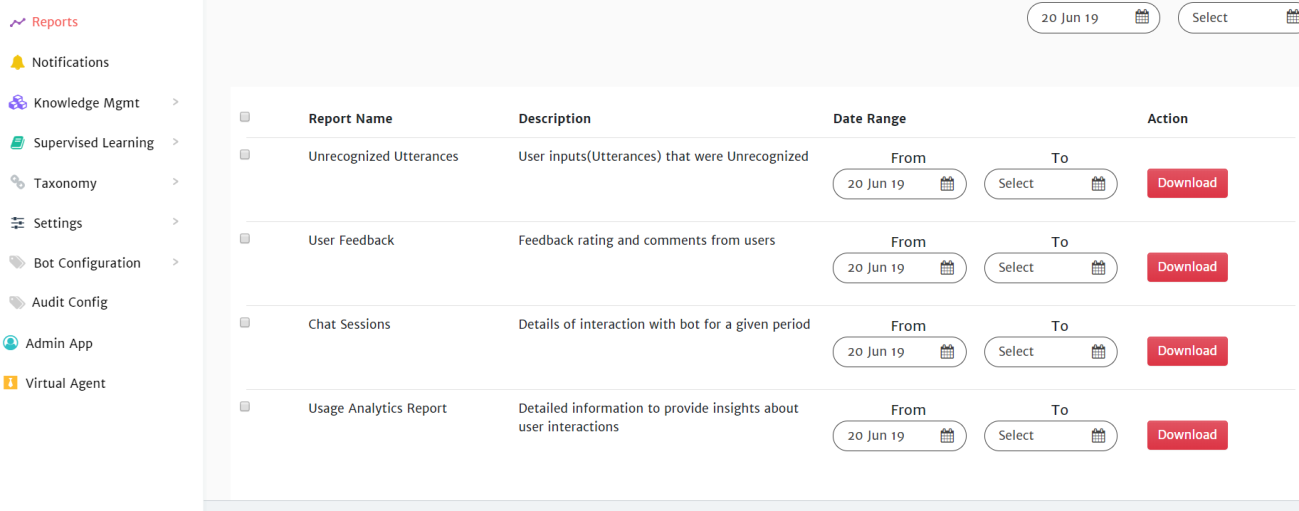 Reports
Notifications
Knowledge Mgmt
Supervised Learning
Taxonomy
Settings
Bot Configuration
Audit Config
Admin App
Virtual Agent
20 Jun 19 Select
Report Name Description Date Range Action
Unrecognized Utterances User inputs(Utterances) that were Unrecognized From To
20 Jun 19 Select Download
User Feedback Feedback rating and comments from users From To
20 Jun 19 Select Download
Chat Sessions Details of interaction with bot for a given period From To
20 Jun 19 Select Download
Usage Analytics Report Detailed information to provide insights about From To
user interactions
20 Jun 19 Select Download